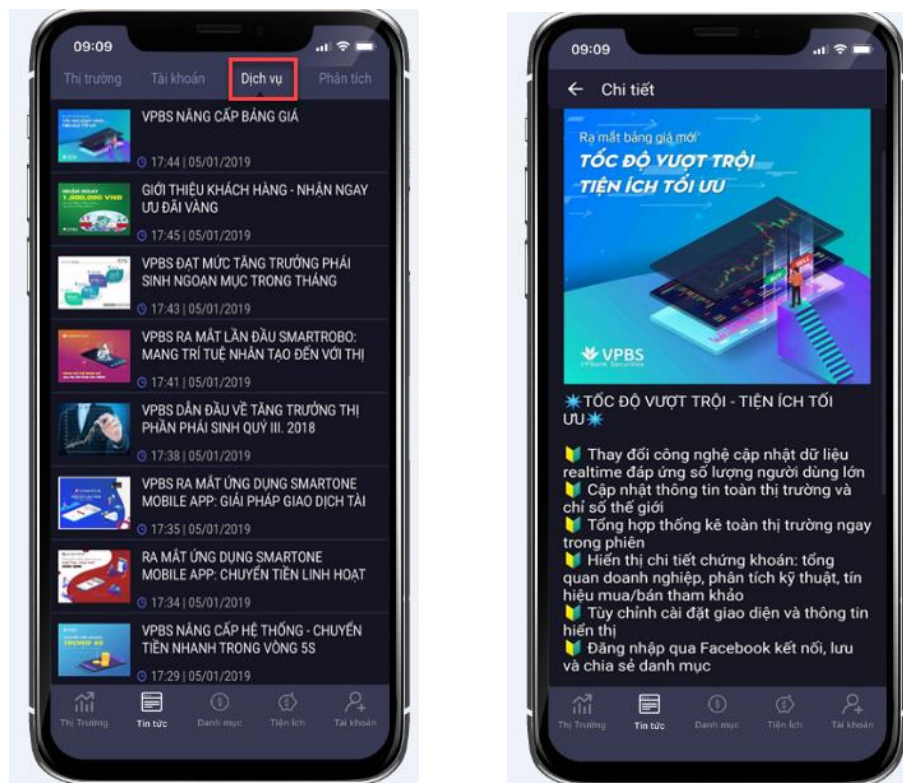 09:09
Thị trường Tài khoản Dịch vụ Phân tích
VPBS NÂNG CẤP BẢNG GIÁ
17:44 | 05/01/2019
NHẬN NGAY
1.000.000 VNĐ
GIỚI THIỆU KHÁCH HÀNG - NHẬN NGAY
ƯU ĐÃI VÀNG
17:45 | 05/01/2019
VPBS ĐẠT MỨC TĂNG TRƯỞNG PHÁI
SINH NGOẠN MỤC TRONG THÁNG
17:43 | 05/01/2019
VPBS RA MẮT LẦN ĐẦU SMARTROBO:
MANG TRÍ TUỆ NHÂN TẠO ĐẾN VỚI THỊ
17:41 | 05/01/2019
VPBS DẪN ĐẦU VỀ TĂNG TRƯỞNG THỊ
PHẦN PHÁI SINH QUÝ III. 2018
17:38 | 05/01/2019
VPBS RA MẮT ỨNG DỤNG SMARTONE
MOBILE APP: GIẢI PHÁP GIAO DỊCH TÀI
17:35 | 05/01/2019
RA MẮT ỨNG DỤNG SMARTONE
MOBILE APP: CHUYỂN TIỀN LINH HOẠT
17:34 | 05/01/2019
VPBS NÂNG CẤP HỆ THỐNG - CHUYỂN
TIỀN NHANH TRONG VÒNG 5S
17:29 | 05/01/2019
Thị Trường Tin tức Danh mục Tiện ích Tài khoản
09:09
Chi tiết
Ra mắt bảng giá mới
TỐC ĐỘ VƯỢT TRỘI
TIỆN ÍCH TỐI ƯU
BUY
SELL
VPBS
VPBank Securities
TỐC ĐỘ VƯỢT TRỘI - TIỆN ÍCH TỐI
ƯU
Thay đổi công nghệ cập nhật dữ liệu
realtime đáp ứng số lượng người dùng lớn
Cập nhật thông tin toàn thị trường và
chỉ số thế giới
Tổng hợp thống kê toàn thị trường ngay
trong phiên
Hiển thị chi tiết chứng khoán: tổng
quan doanh nghiệp, phân tích kỹ thuật, tín
hiệu mua/bán tham khảo
Tùy chỉnh cài đặt giao diện và thông tin
hiển thị
Đăng nhập qua Facebook kết nối, lưu
và chia sẻ danh mục
Thị Trường Tin tức Danh mục Tiện ích Tài khoản